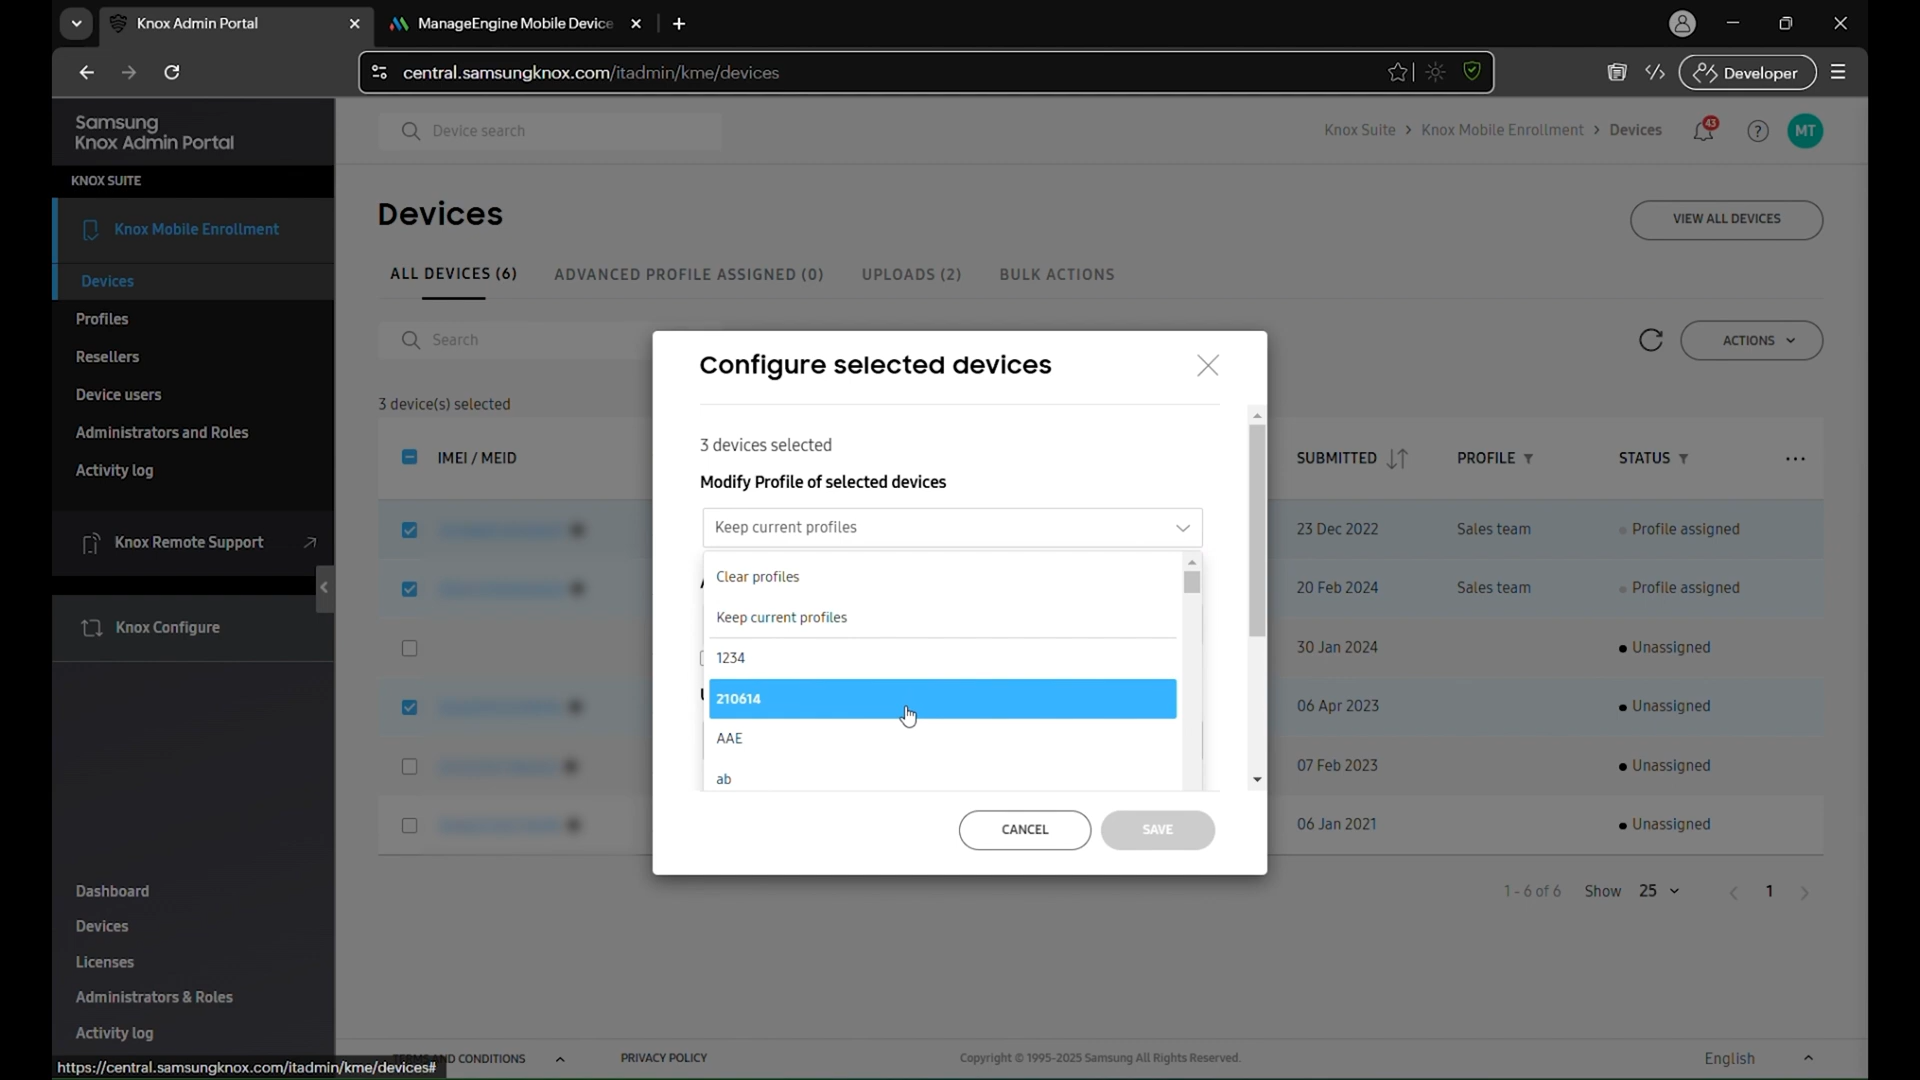 Knox Admin Portal
ManageEngine Mobile Device
central.samsungknox.com/itadmin/kme/devices
Developer
Samsung
Knox Admin Portal
Device search
Knox Suite > Knox Mobile Enrollment > Devices
43
MT
KNOX SUITE
Knox Mobile Enrollment
Devices
Profiles
Resellers
Device users
Administrators and Roles
Activity log
Knox Remote Support
Knox Configure
Dashboard
Devices
Licenses
Administrators & Roles
Activity log
https://central.samsungknox.com/itadmin/kme/devices#
Devices
VIEW ALL DEVICES
ALL DEVICES (6)
ADVANCED PROFILE ASSIGNED (0)
UPLOADS (2)
BULK ACTIONS
Search
ACTIONS
3 device(s) selected
IMEI / MEID
SUBMITTED
PROFILE
STATUS
23 Dec 2022 Sales team Profile assigned
20 Feb 2024 Sales team Profile assigned
30 Jan 2024 Unassigned
06 Apr 2023 Unassigned
07 Feb 2023 Unassigned
06 Jan 2021 Unassigned
Configure selected devices
3 devices selected
Modify Profile of selected devices
Keep current profiles
Clear profiles
Keep current profiles
1234
210614
AAE
ab
CANCEL
SAVE
1 - 6 of 6 Show 25
1
TERMS AND CONDITIONS
PRIVACY POLICY
Copyright © 1995-2025 Samsung All Rights Reserved.
English